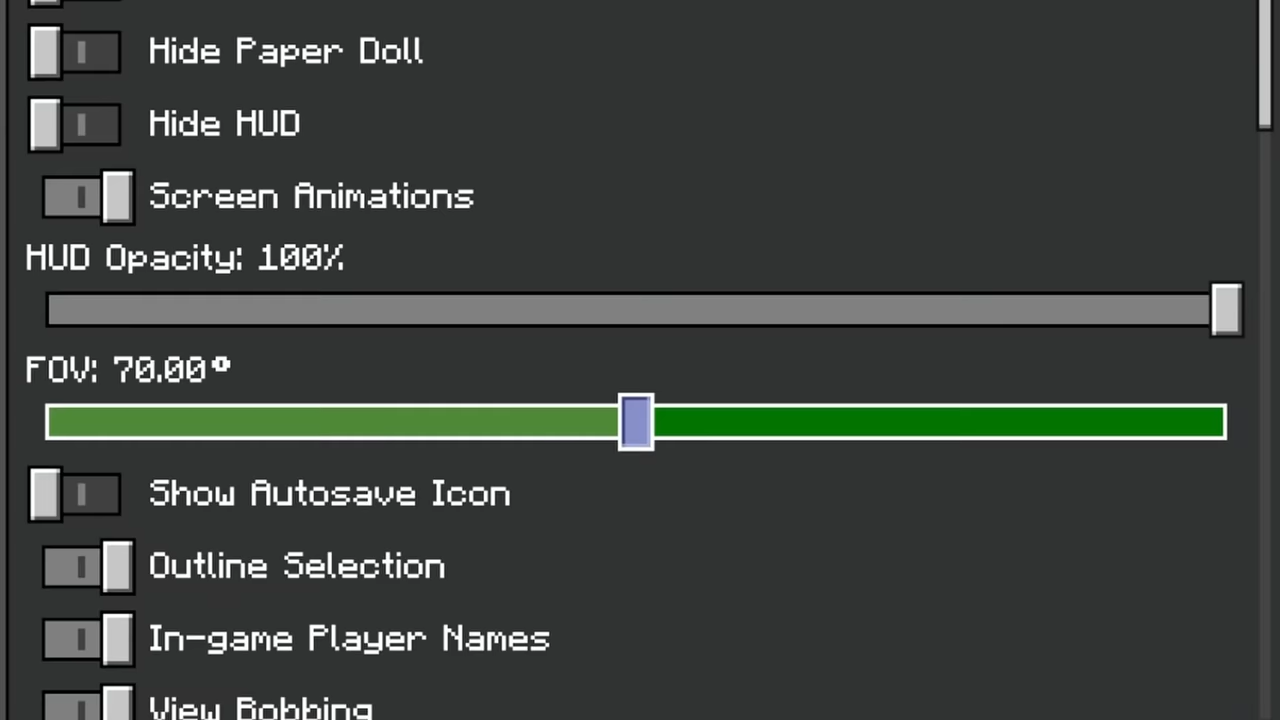 Hide Paper Doll
Hide HUD
Screen Animations
HUD Opacity: 100%
FOV: 70.00°
Show Autosave Icon
Outline Selection
In-game Player Names
View Bobbing